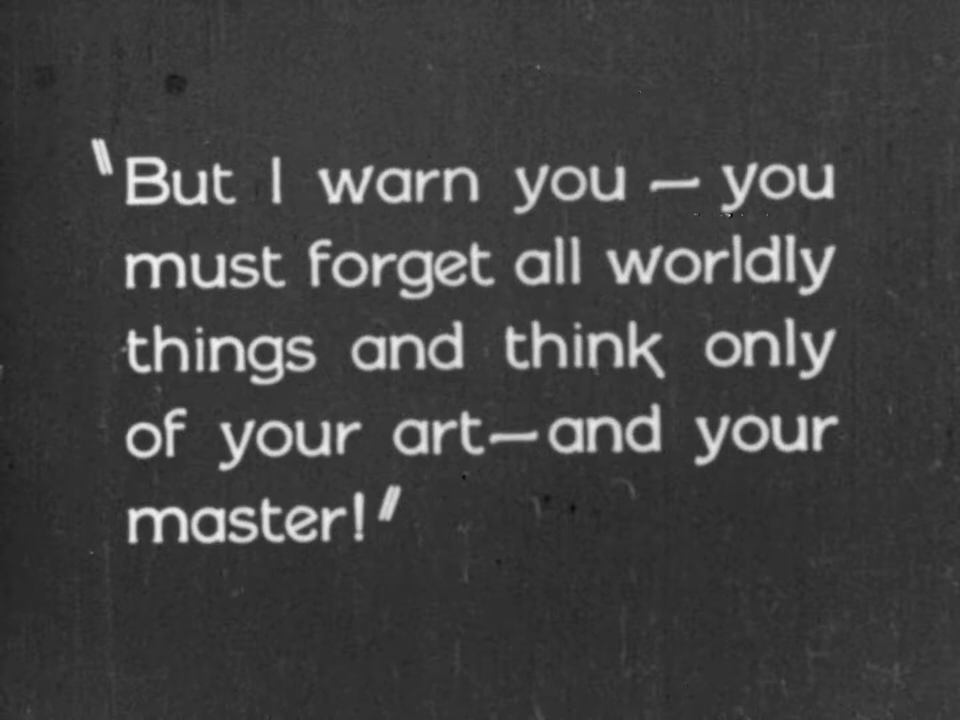 "But I warn you — you
must forget all worldly
things and think only
of your art—and your
master!"